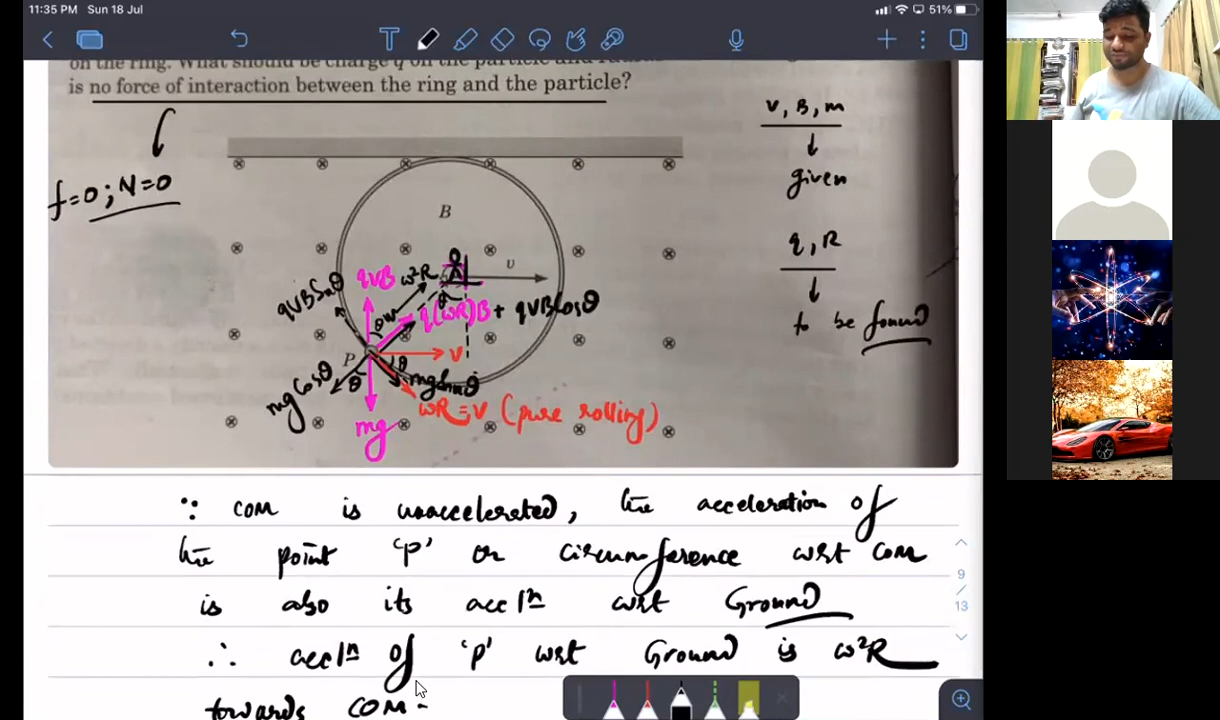 11:35 PM Sun 18 Jul
51%
on the ring. What should be charge q on the particle and
is no force of interaction between the ring and the particle?
f=0; N=0
v, B, m
given
q, R
to be found
B
υ
qVBSinθ
qVB
ω²R
θ
q(ωR)B + qVBCosθ
P
v
θ
θ
mgCosθ
mgSinθ
mg
ωR=V (pure rolling)
∵ COM is unaccelerated, the acceleration of
the point 'p' on circumference wrt COM
is also its accln wrt Ground
∴ accln of 'p' wrt Ground is ω²R
towards COM.
9
/
13